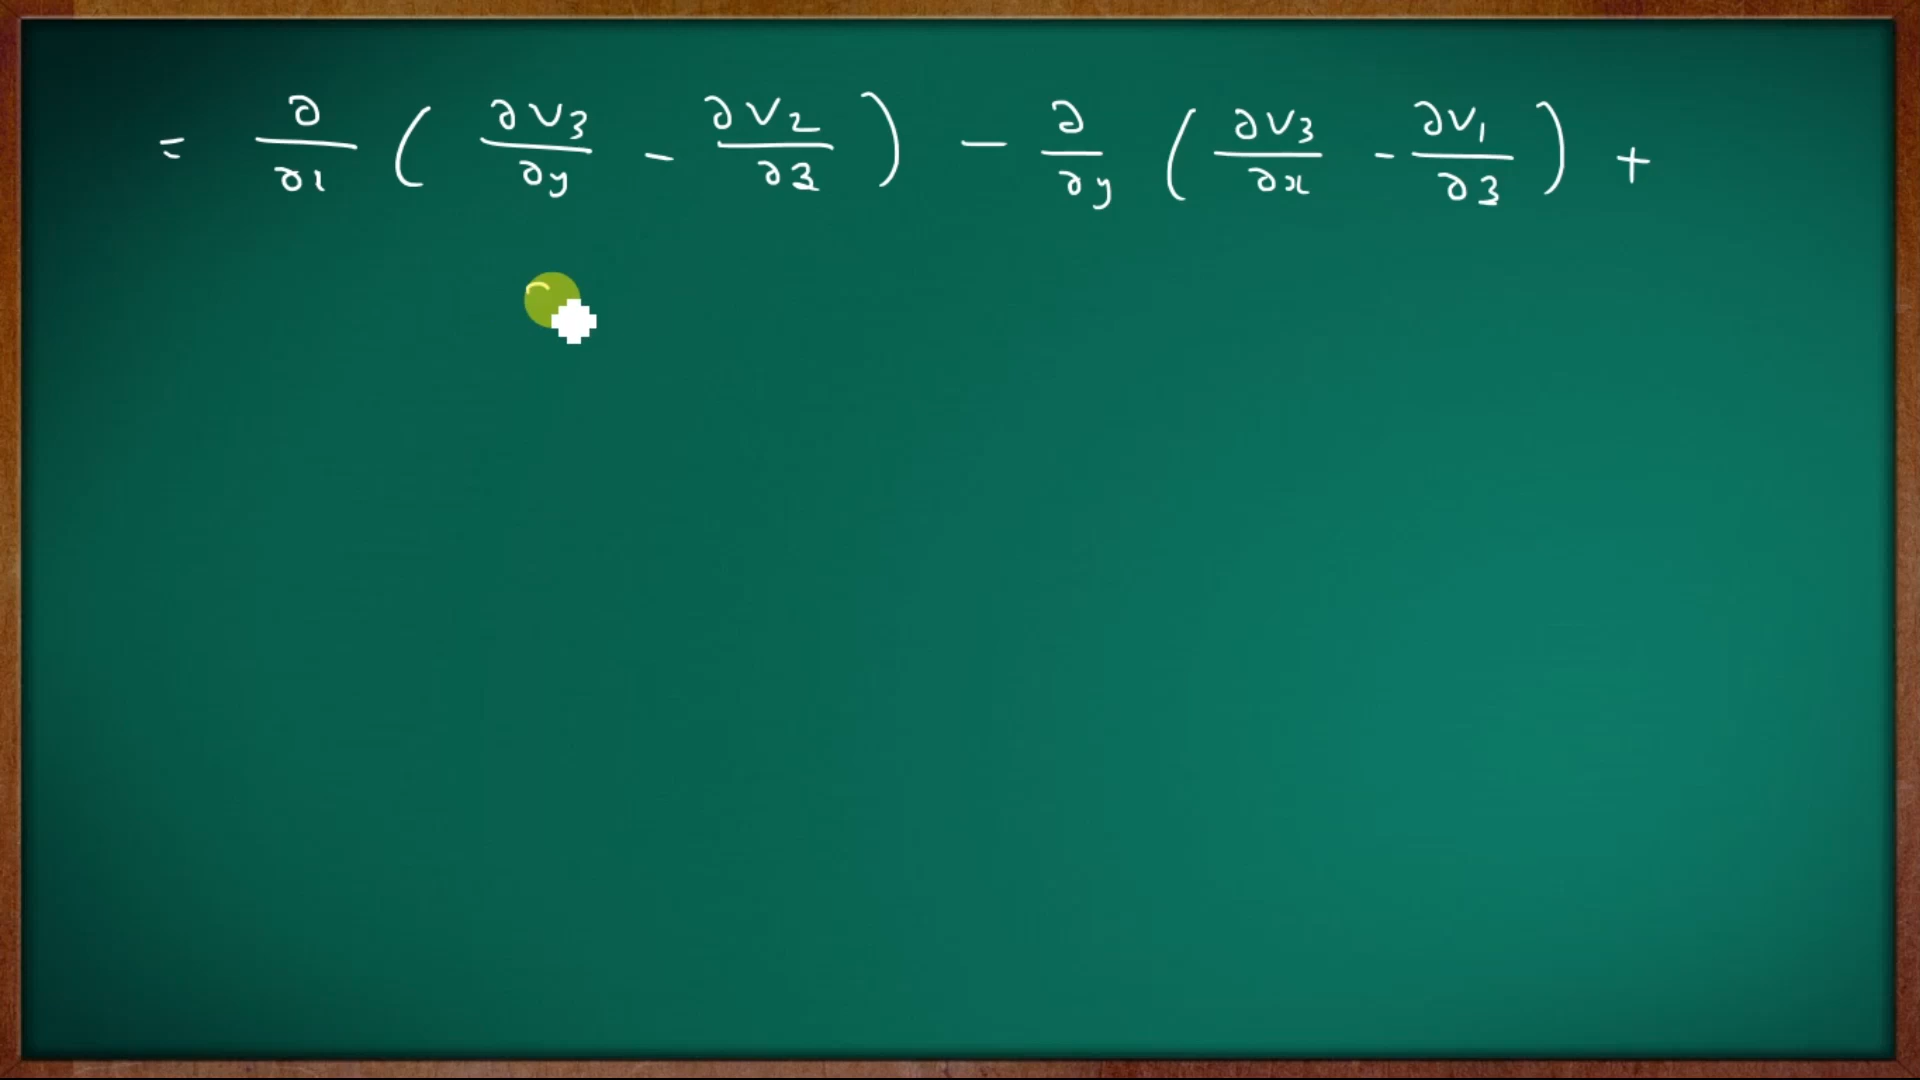 = ∂/∂x ( ∂V₃/∂y - ∂V₂/∂z ) - ∂/∂y ( ∂V₃/∂x - ∂V₁/∂z ) +